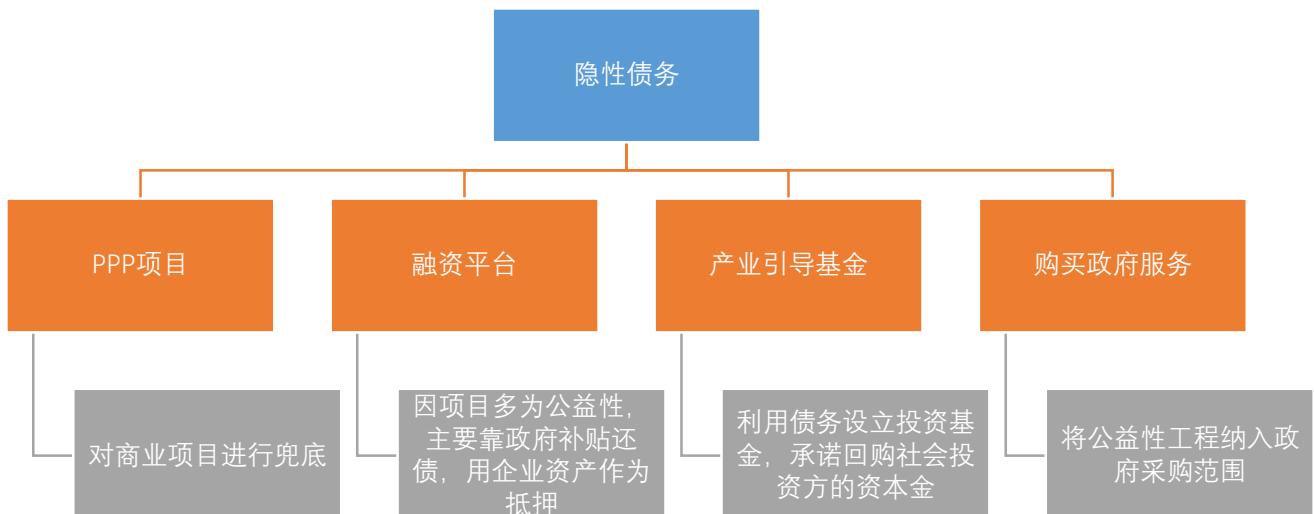 隐性债务
PPP项目
融资平台
产业引导基金
购买政府服务
对商业项目进行兜底
因项目多为公益性，
主要靠政府补贴还
债，用企业资产作为
抵押
利用债务设立投资基
金，承诺回购社会投
资方的资本金
将公益性工程纳入政
府采购范围